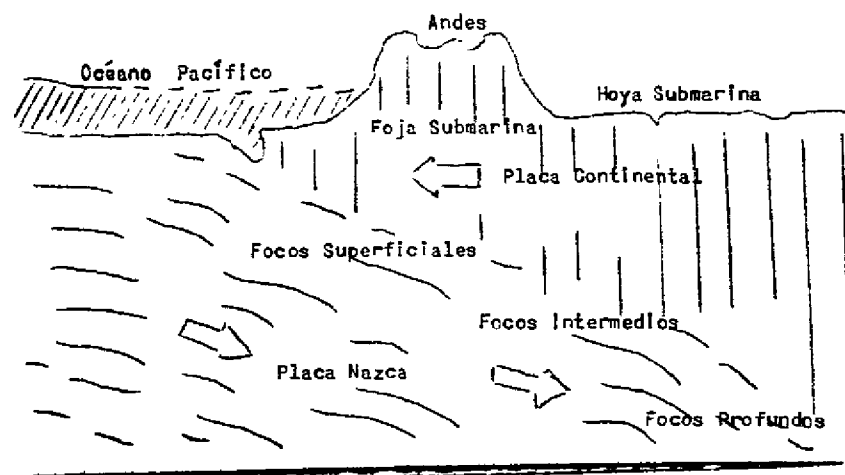 Andes
Océano Pacífico
Hoya Submarina
Foja Submarina
Placa Continental
Focos Superficiales
Focos Intermedios
Placa Nazca
Focos Profundos